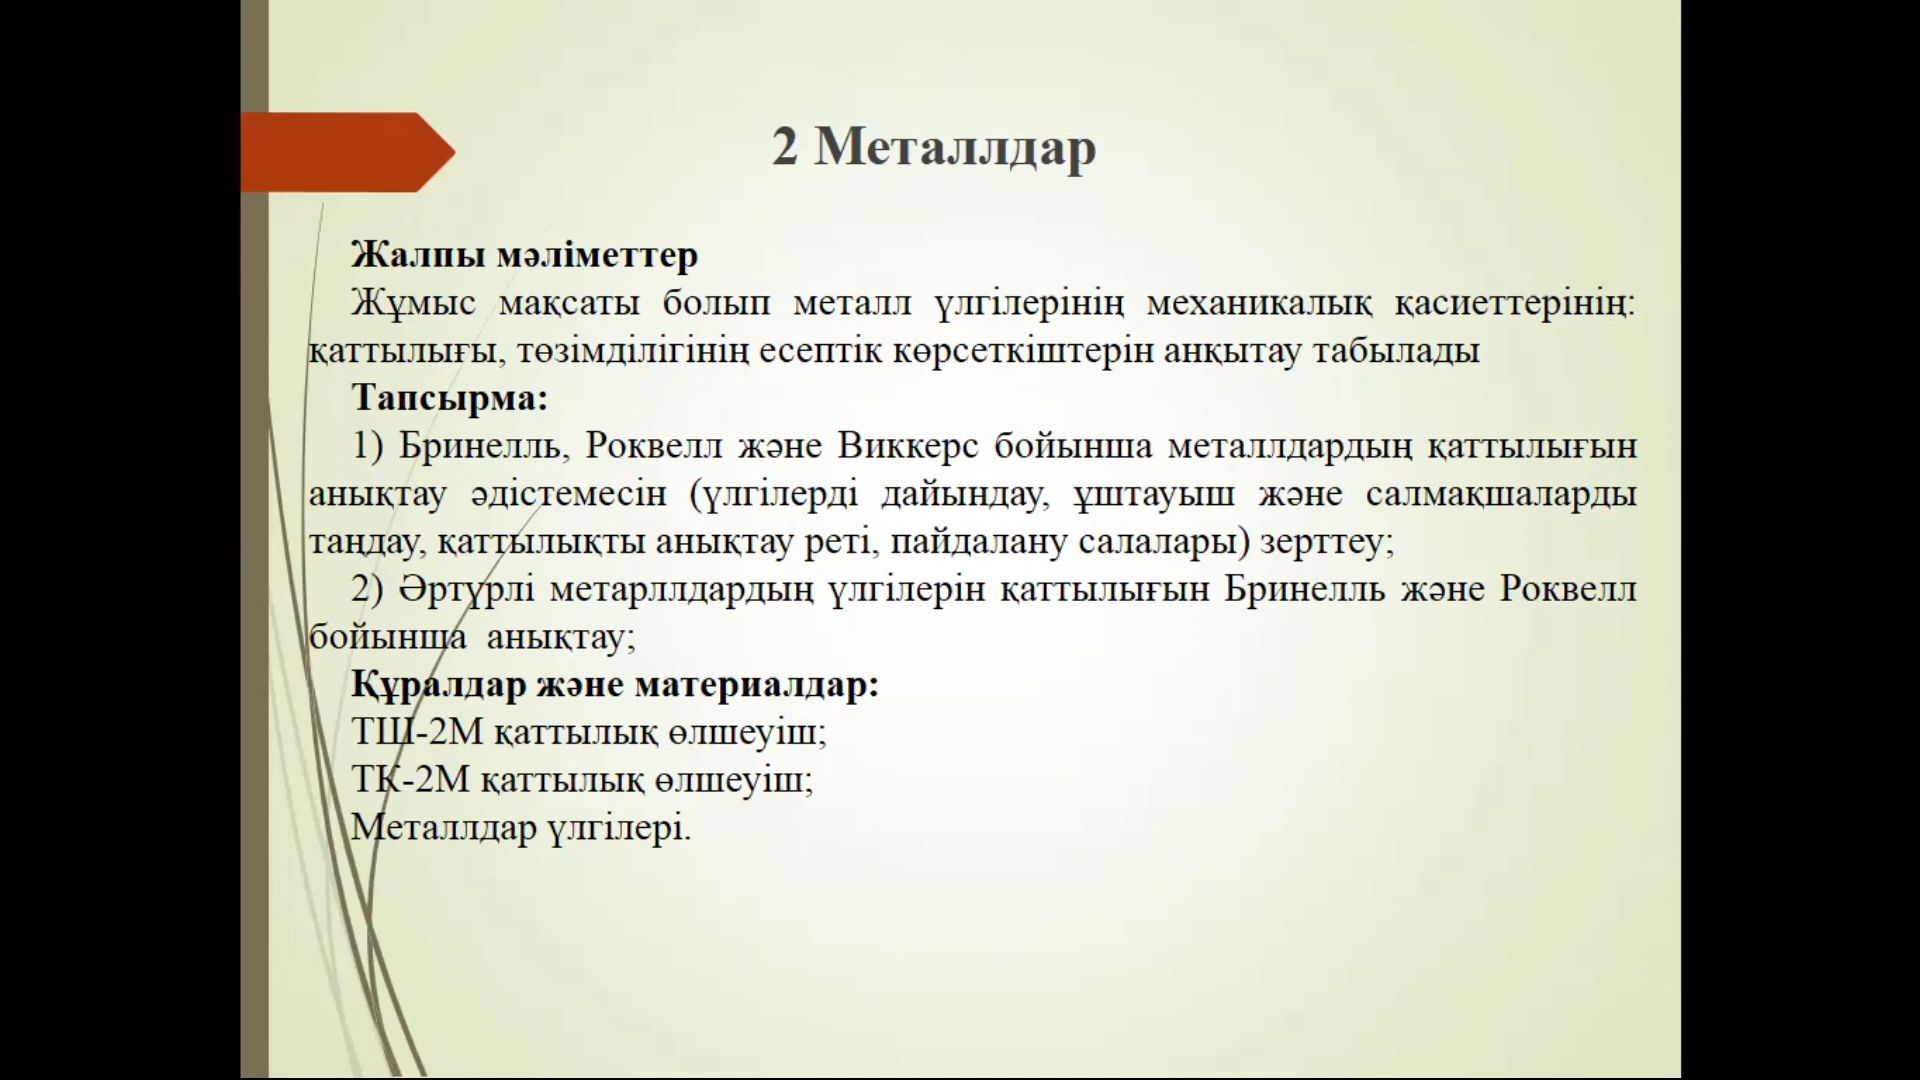 2 Металлдар
Жалпы мәліметтер
Жұмыс мақсаты болып металл үлгілерінің механикалық қасиеттерінің:
қаттылығы, төзімділігінің есептік көрсеткіштерін анқытау табылады
Тапсырма:
1) Бринелль, Роквелл және Виккерс бойынша металлдардың қаттылығын
анықтау әдістемесін (үлгілерді дайындау, ұштауыш және салмақшаларды
таңдау, қаттылықты анықтау реті, пайдалану салалары) зерттеу;
2) Әртүрлі метарллдардың үлгілерін қаттылығын Бринелль және Роквелл
бойынша анықтау;
Құралдар және материалдар:
ТШ-2М қаттылық өлшеуіш;
ТК-2М қаттылық өлшеуіш;
Металлдар үлгілері.